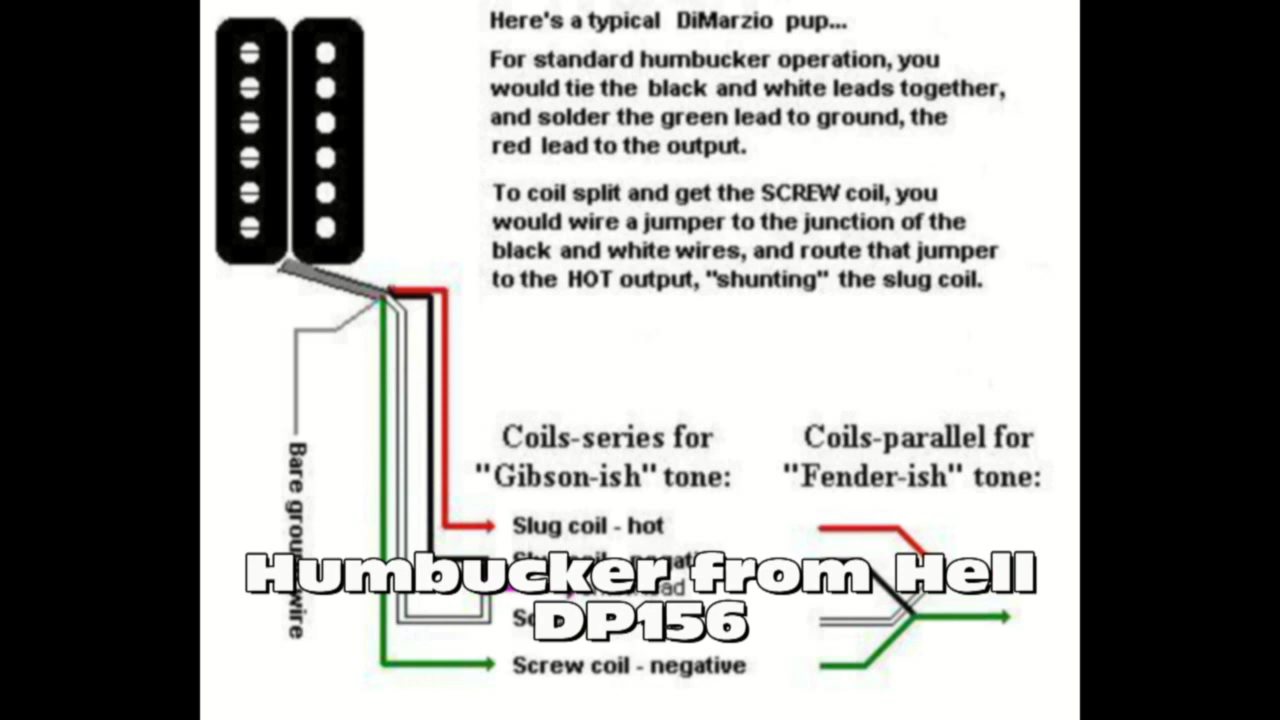 Here's a typical DiMarzio pup...
For standard humbucker operation, you
would tie the black and white leads together,
and solder the green lead to ground, the
red lead to the output.
To coil split and get the SCREW coil, you
would wire a jumper to the junction of the
black and white wires, and route that jumper
to the HOT output, "shunting" the slug coil.
Bare ground wire
Coils-series for
"Gibson-ish" tone:
Coils-parallel for
"Fender-ish" tone:
Slug coil - hot
Humbucker from Hell
DP156
Screw coil - negative